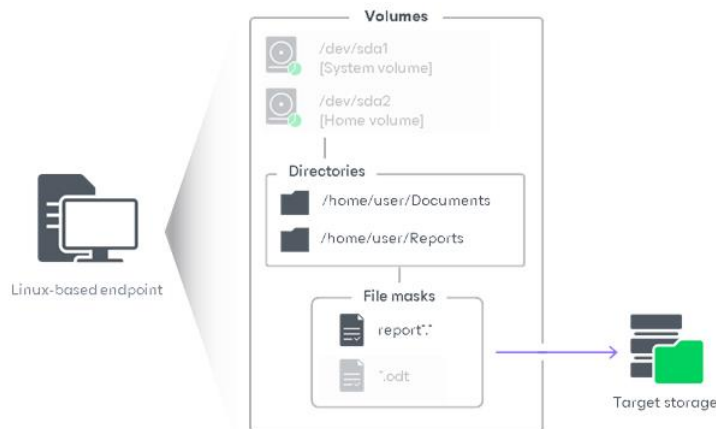 Volumes
/dev/sda1
[System volume]
/dev/sda2
[Home volume]
Directories
/home/user/Documents
/home/user/Reports
Linux-based endpoint
File masks
report*.*
*.odt
Target storage